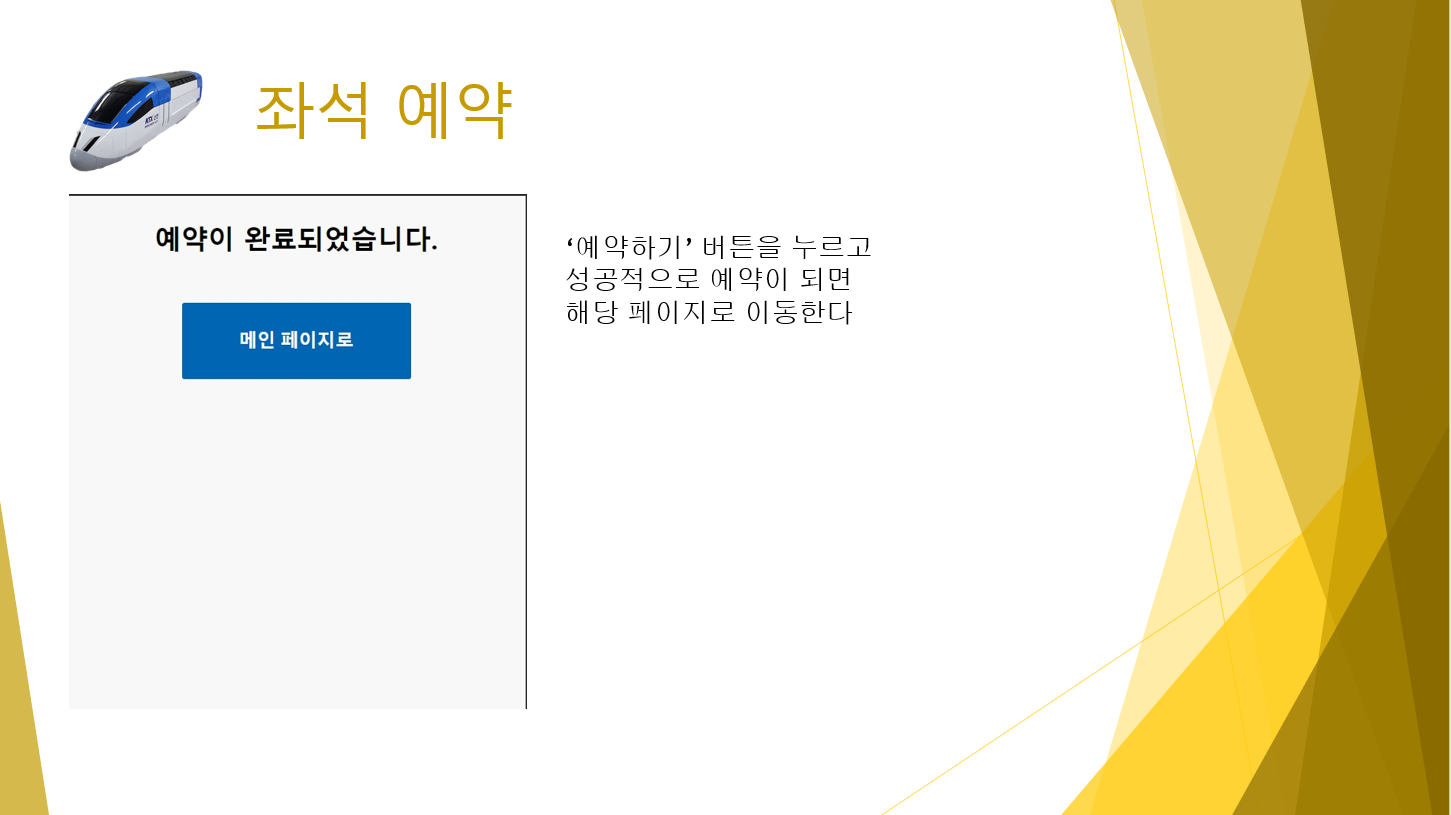 좌석 예약
예약이 완료되었습니다.
메인 페이지로
‘예약하기’ 버튼을 누르고
성공적으로 예약이 되면
해당 페이지로 이동한다